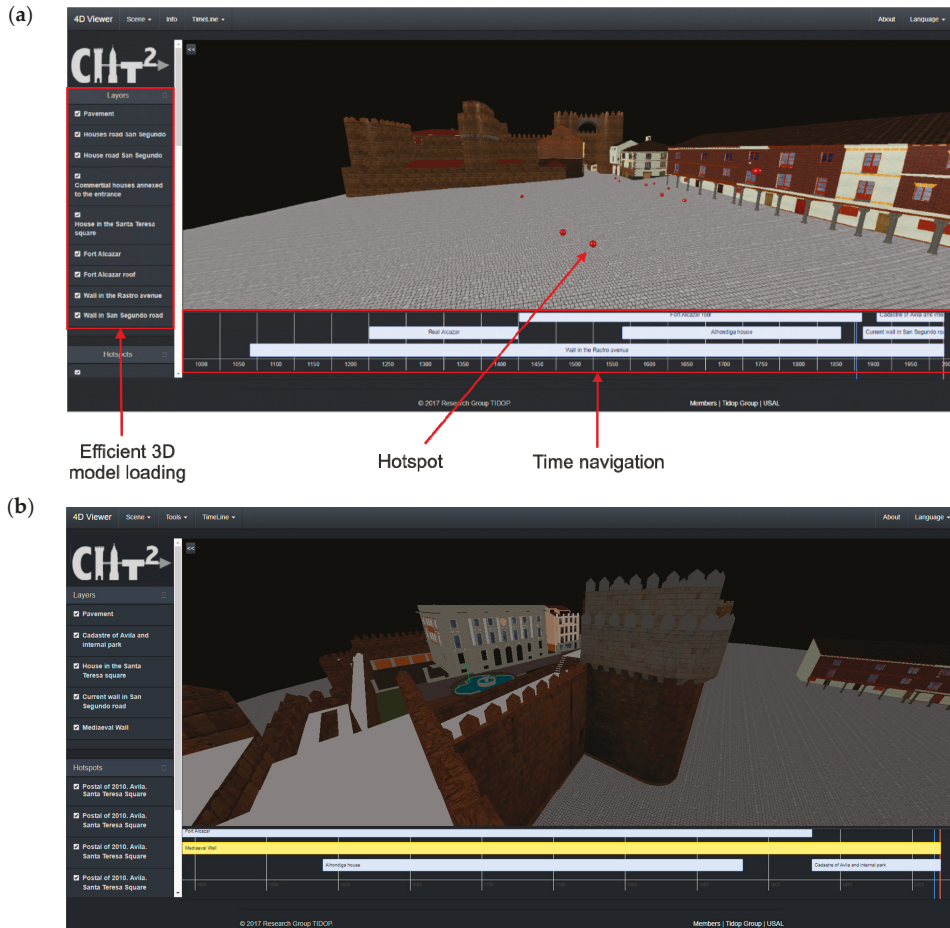 (a)
4D Viewer Scene Info TimeLine About Language
<<
CHT2
Layers
Pavement
Houses road San Segundo
House road San Segundo
Commertial houses annexed
to the entrance
House in the Santa Teresa
square
Fort Alcazar
Fort Alcazar roof
Wall in the Rastro avenue
Wall in San Segundo road
Hotspots
Fort Alcazar roof Cadastre of Avila and inte
Real Alcazar Alhondiga house Current wall in San Segundo ro
Wall in the Rastro avenue
1000 1050 1100 1150 1200 1250 1300 1350 1400 1450 1500 1550 1600 1650 1700 1750 1800 1850 1900 1950 200
© 2017 Research Group TIDOP. Members | Tidop Group | USAL
Efficient 3D
model loading
Hotspot
Time navigation
(b)
4D Viewer Scene Tools TimeLine About Language
<<
CHT2
Layers
Pavement
Cadastre of Avila and
internal park
House in the Santa
Teresa square
Current wall in San
Segundo road
Mediaeval Wall
Hotspots
Postal of 2010. Avila.
Santa Teresa Square
Postal of 2010. Avila.
Santa Teresa Square
Postal of 2010. Avila.
Santa Teresa Square
Postal of 2010. Avila.
Santa Teresa Square
Fort Alcazar
Mediaeval Wall
Alhondiga house Cadastre of Avila and internal park
© 2017 Research Group TIDOP. Members | Tidop Group | USAL